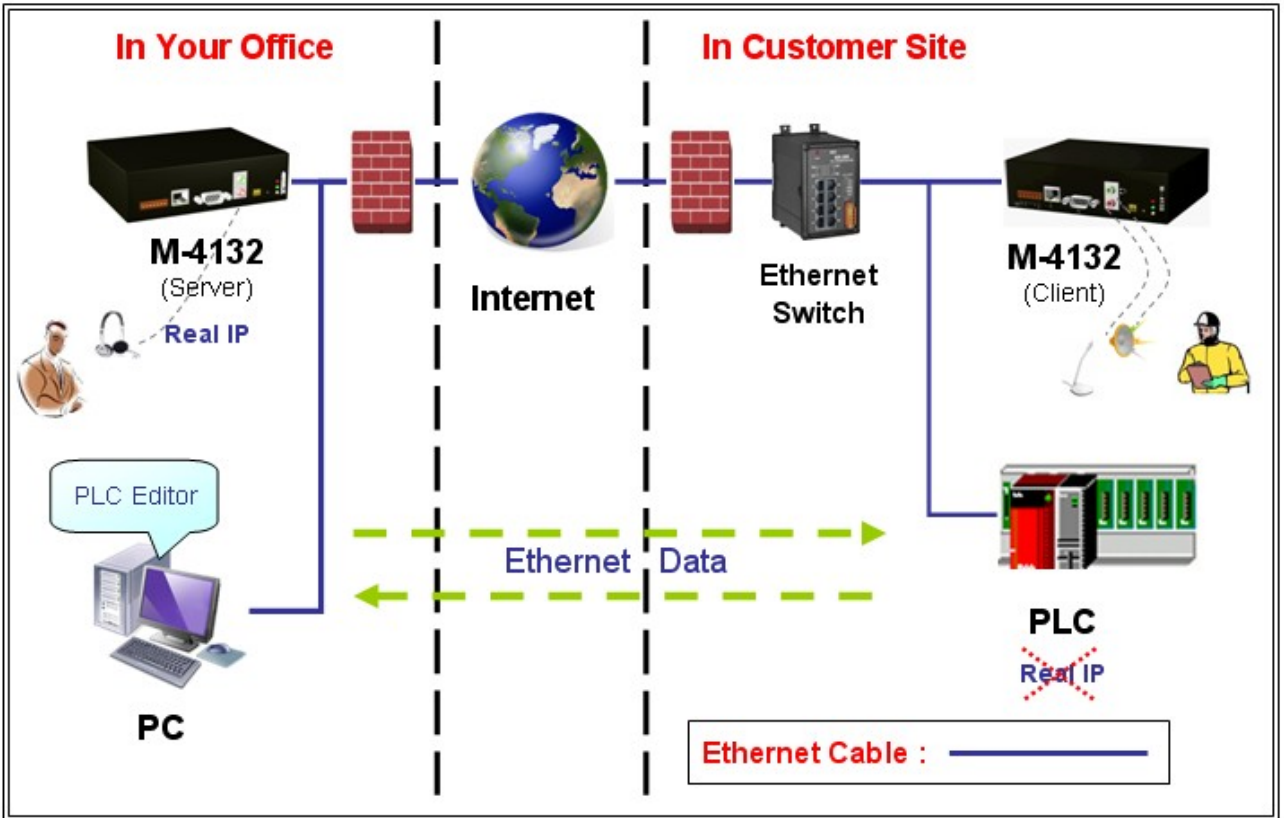 In Your Office
In Customer Site
M-4132
(Server)
Real IP
Internet
Ethernet
Switch
M-4132
(Client)
PLC Editor
Ethernet Data
PC
PLC
Real IP
Ethernet Cable :